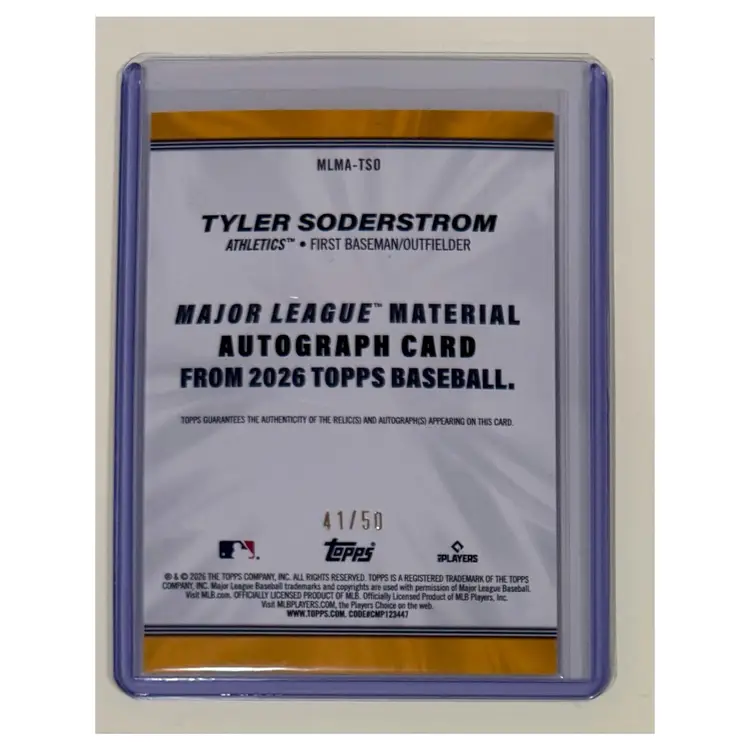 MLMA-TSO
TYLER SODERSTROM
ATHLETICS™ • FIRST BASEMAN/OUTFIELDER
MAJOR LEAGUE™ MATERIAL
AUTOGRAPH CARD
FROM 2026 TOPPS BASEBALL.
TOPPS GUARANTEES THE AUTHENTICITY OF THE RELIC(S) AND AUTOGRAPH(S) APPEARING ON THIS CARD.
41/50
Topps
PLAYERS
® & © 2026 THE TOPPS COMPANY, INC. ALL RIGHTS RESERVED. TOPPS IS A REGISTERED TRADEMARK OF THE TOPPS
COMPANY, INC. Major League Baseball trademarks and copyrights are used with permission of Major League Baseball.
Visit MLB.com. OFFICIALLY LICENSED PRODUCT OF MLB. Officially Licensed Product of MLB Players, Inc.
Visit MLBPLAYERS.COM, the Players Choice on the web.
WWW.TOPPS.COM. CODE#CMP123447